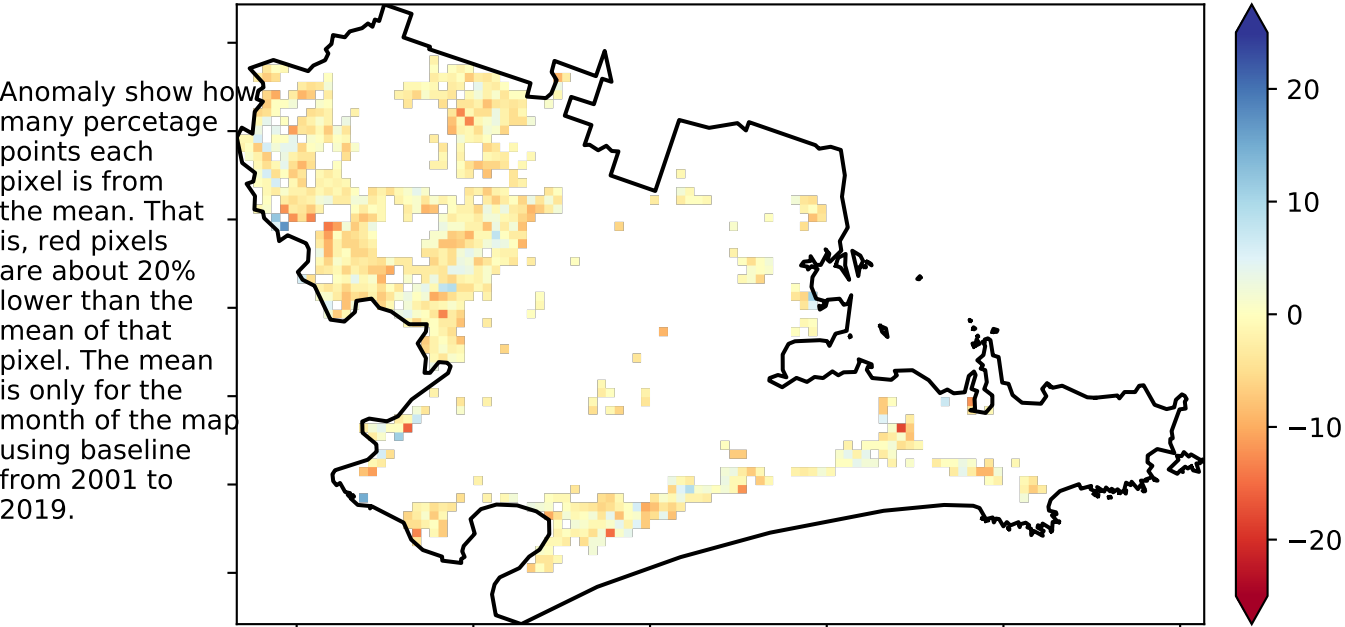 Anomaly show how
many percetage
points each
pixel is from
the mean. That
is, red pixels
are about 20%
lower than the
mean of that
pixel. The mean
is only for the
month of the map
using baseline
from 2001 to
2019.
20
10
0
−10
−20